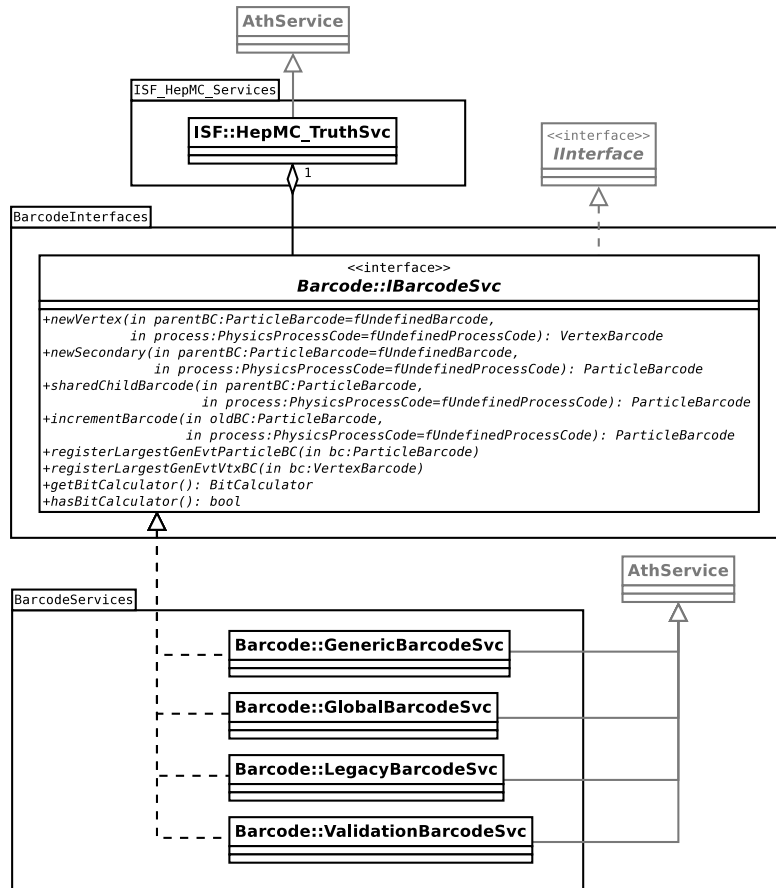 AthService
ISF_HepMC_Services
ISF::HepMC_TruthSvc
1
<<interface>>
IInterface
BarcodeInterfaces
<<interface>>
Barcode::IBarcodeSvc
+newVertex(in parentBC:ParticleBarcode=fUndefinedBarcode,
in process:PhysicsProcessCode=fUndefinedProcessCode): VertexBarcode
+newSecondary(in parentBC:ParticleBarcode=fUndefinedBarcode,
in process:PhysicsProcessCode=fUndefinedProcessCode): ParticleBarcode
+sharedChildBarcode(in parentBC:ParticleBarcode,
in process:PhysicsProcessCode=fUndefinedProcessCode): ParticleBarcode
+incrementBarcode(in oldBC:ParticleBarcode,
in process:PhysicsProcessCode=fUndefinedProcessCode): ParticleBarcode
+registerLargestGenEvtParticleBC(in bc:ParticleBarcode)
+registerLargestGenEvtVtxBC(in bc:VertexBarcode)
+getBitCalculator(): BitCalculator
+hasBitCalculator(): bool
AthService
BarcodeServices
Barcode::GenericBarcodeSvc
Barcode::GlobalBarcodeSvc
Barcode::LegacyBarcodeSvc
Barcode::ValidationBarcodeSvc